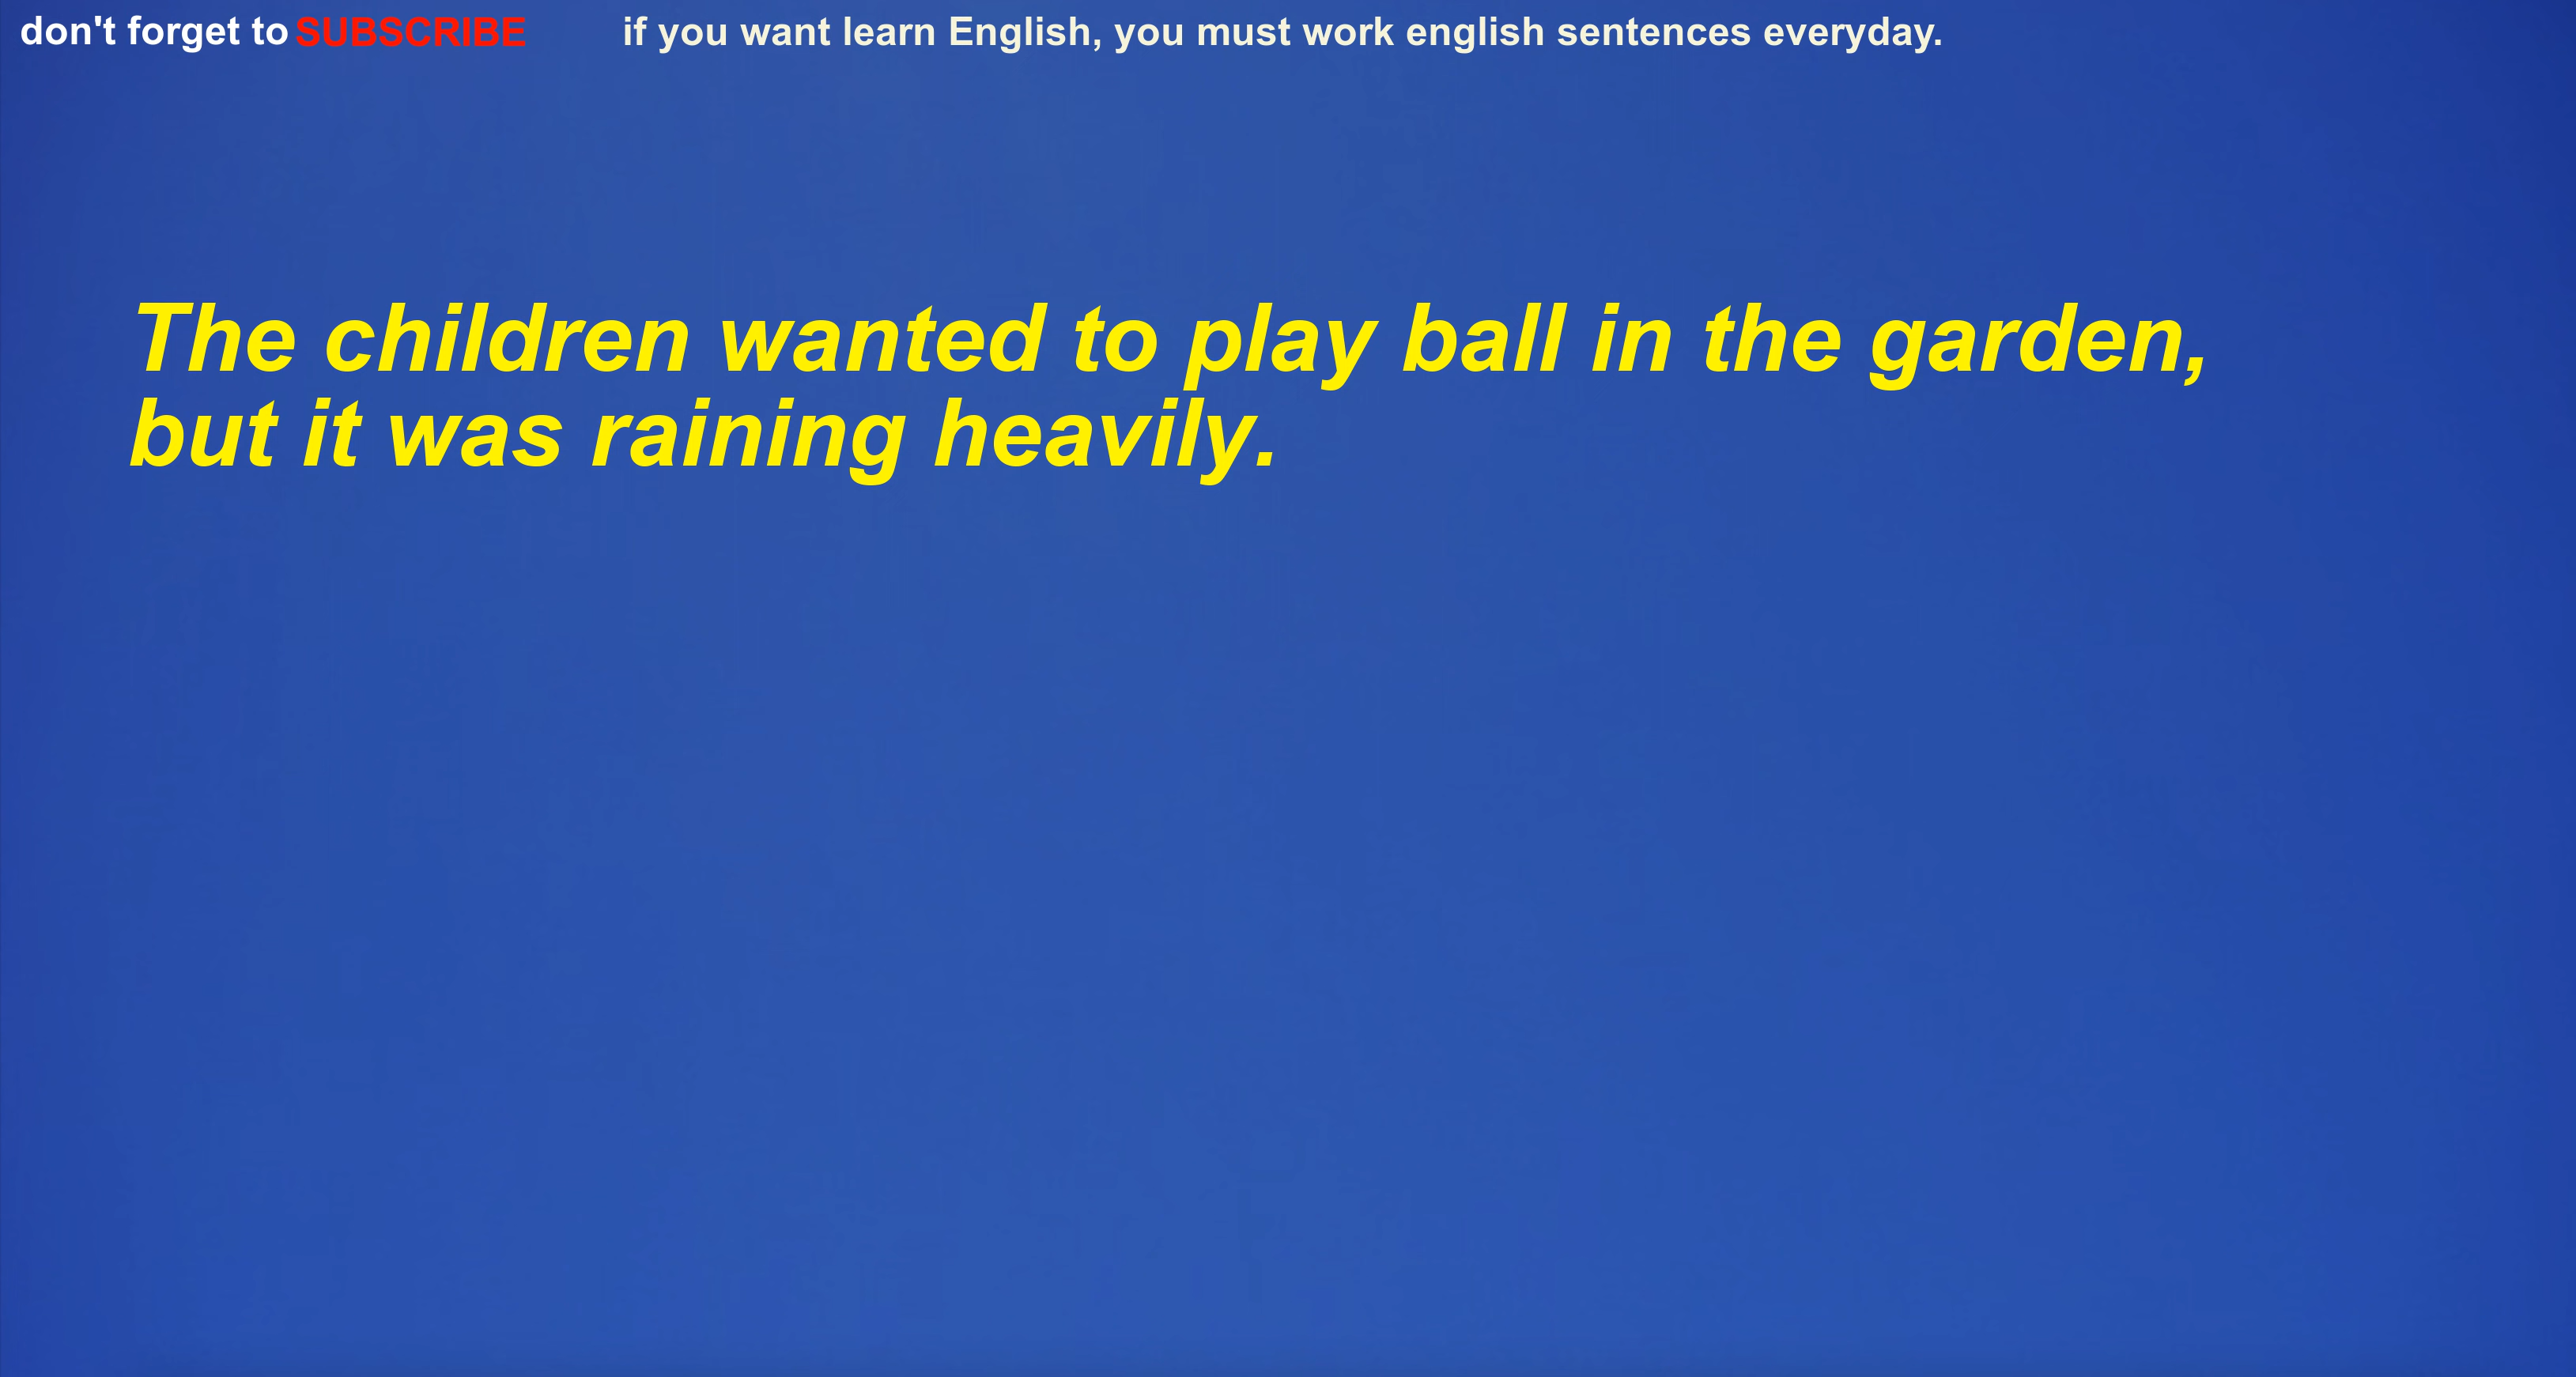 don't forget to SUBSCRIBE if you want learn English, you must work english sentences everyday.
The children wanted to play ball in the garden,
but it was raining heavily.